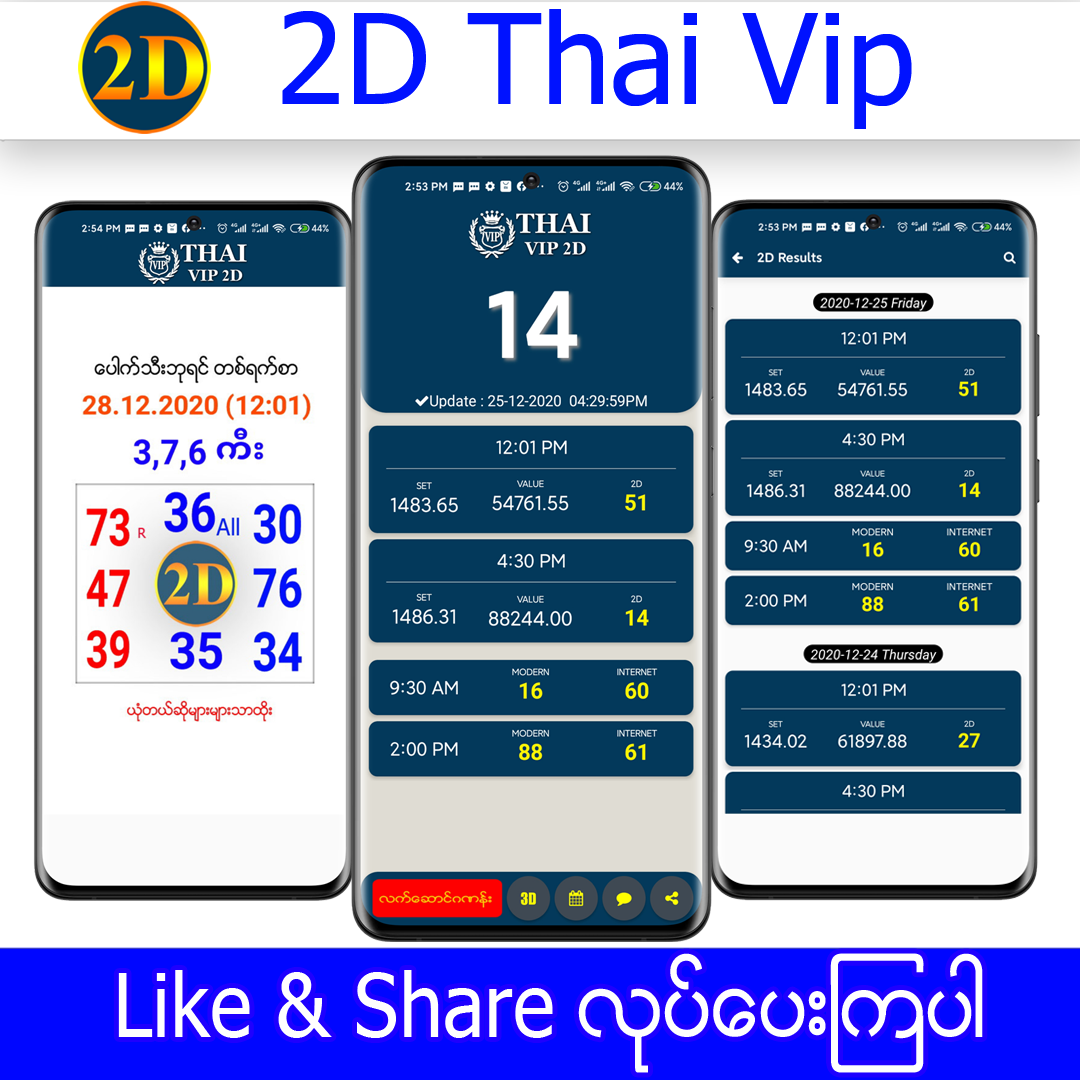 2D
2D Thai Vip
2:54 PM
44%
VIP
THAI
VIP 2D
ပေါက်သီးဘုရင် တစ်ရက်စာ
28.12.2020 (12:01)
3,7,6 ကီး
73 R 36 All 30
47 2D 76
39 35 34
ယုံတယ်ဆိုများများသာထိုး
2:53 PM
44%
VIP
THAI
VIP 2D
14
Update : 25-12-2020 04:29:59PM
12:01 PM
SET VALUE 2D
1483.65 54761.55 51
4:30 PM
SET VALUE 2D
1486.31 88244.00 14
MODERN INTERNET
9:30 AM 16 60
MODERN INTERNET
2:00 PM 88 61
လက်ဆောင်ဂဏန်း 3D
2:53 PM
44%
2D Results
2020-12-25 Friday
12:01 PM
SET VALUE 2D
1483.65 54761.55 51
4:30 PM
SET VALUE 2D
1486.31 88244.00 14
MODERN INTERNET
9:30 AM 16 60
MODERN INTERNET
2:00 PM 88 61
2020-12-24 Thursday
12:01 PM
SET VALUE 2D
1434.02 61897.88 27
4:30 PM
Like & Share လုပ်ပေးကြပါ